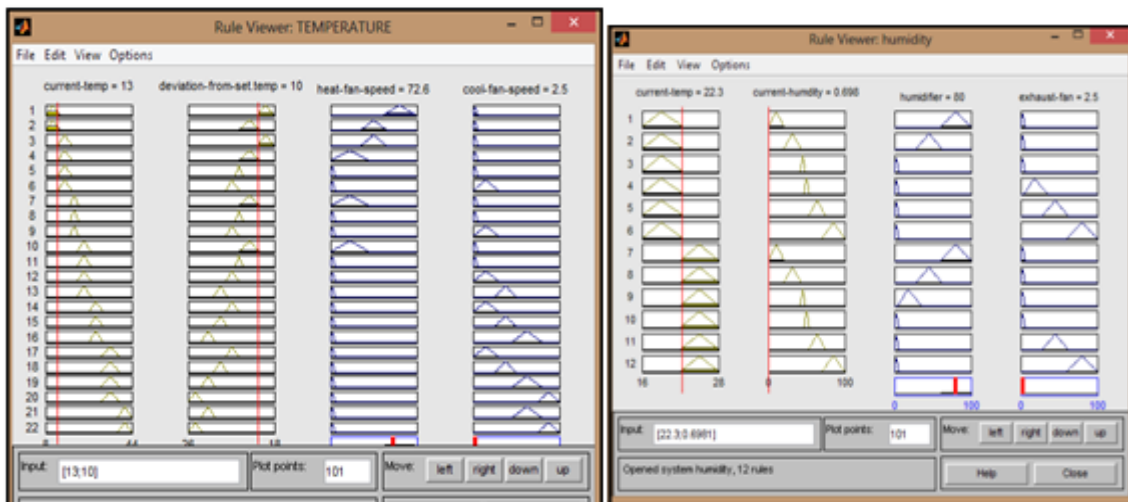 Rule Viewer: TEMPERATURE
File Edit View Options
current-temp = 13
deviation-from-set.temp = 10
heat-fan-speed = 72.6
cool-fan-speed = 2.5
1
2
3
4
5
6
7
8
9
10
11
12
13
14
15
16
17
18
19
20
21
22
44
18
Input:
[13;10]
Plot points:
101
Move:
left
right
down
up
Rule Viewer: humidity
File Edit View Options
current-temp = 22.3
current-humdity = 0.698
humidifier = 80
exhaust-fan = 2.5
1
2
3
4
5
6
7
8
9
10
11
12
16
28
0
100
0
100
0
100
Input:
[22.3;0.6981]
Plot points:
101
Move:
left
right
down
up
Opened system humidity, 12 rules
Help
Close